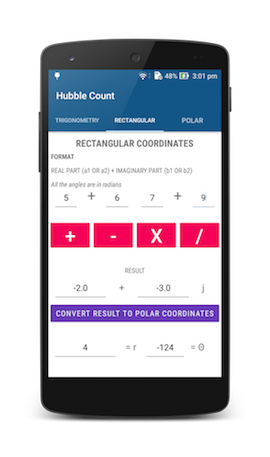 48% 3:01 pm
Hubble Count
TRIGONOMETRY RECTANGULAR POLAR
RECTANGULAR COORDINATES
FORMAT
REAL PART (a1 OR a2) + IMAGINARY PART (b1 OR b2)
All the angles are in radians
5 + 6 7 + 9
+ - X /
RESULT
-2.0 + -3.0 j
CONVERT RESULT TO POLAR COORDINATES
4 = r -124 = Θ